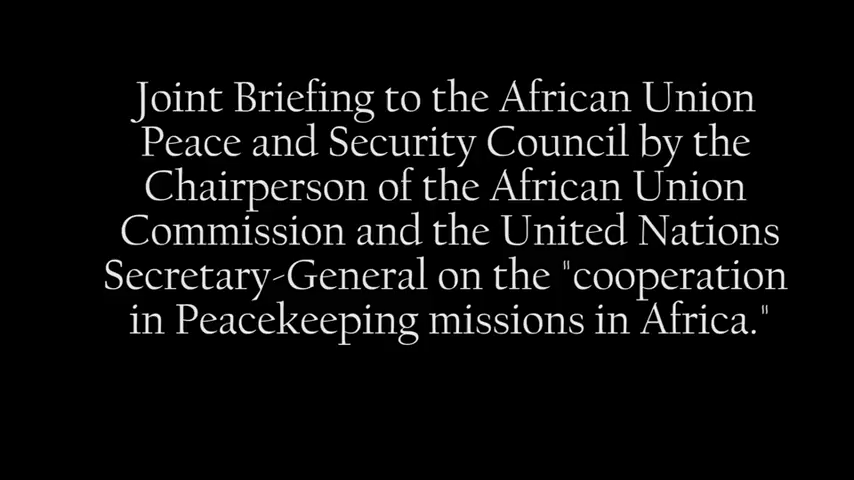 Joint Briefing to the African Union
Peace and Security Council by the
Chairperson of the African Union
Commission and the United Nations
Secretary-General on the "cooperation
in Peacekeeping missions in Africa."